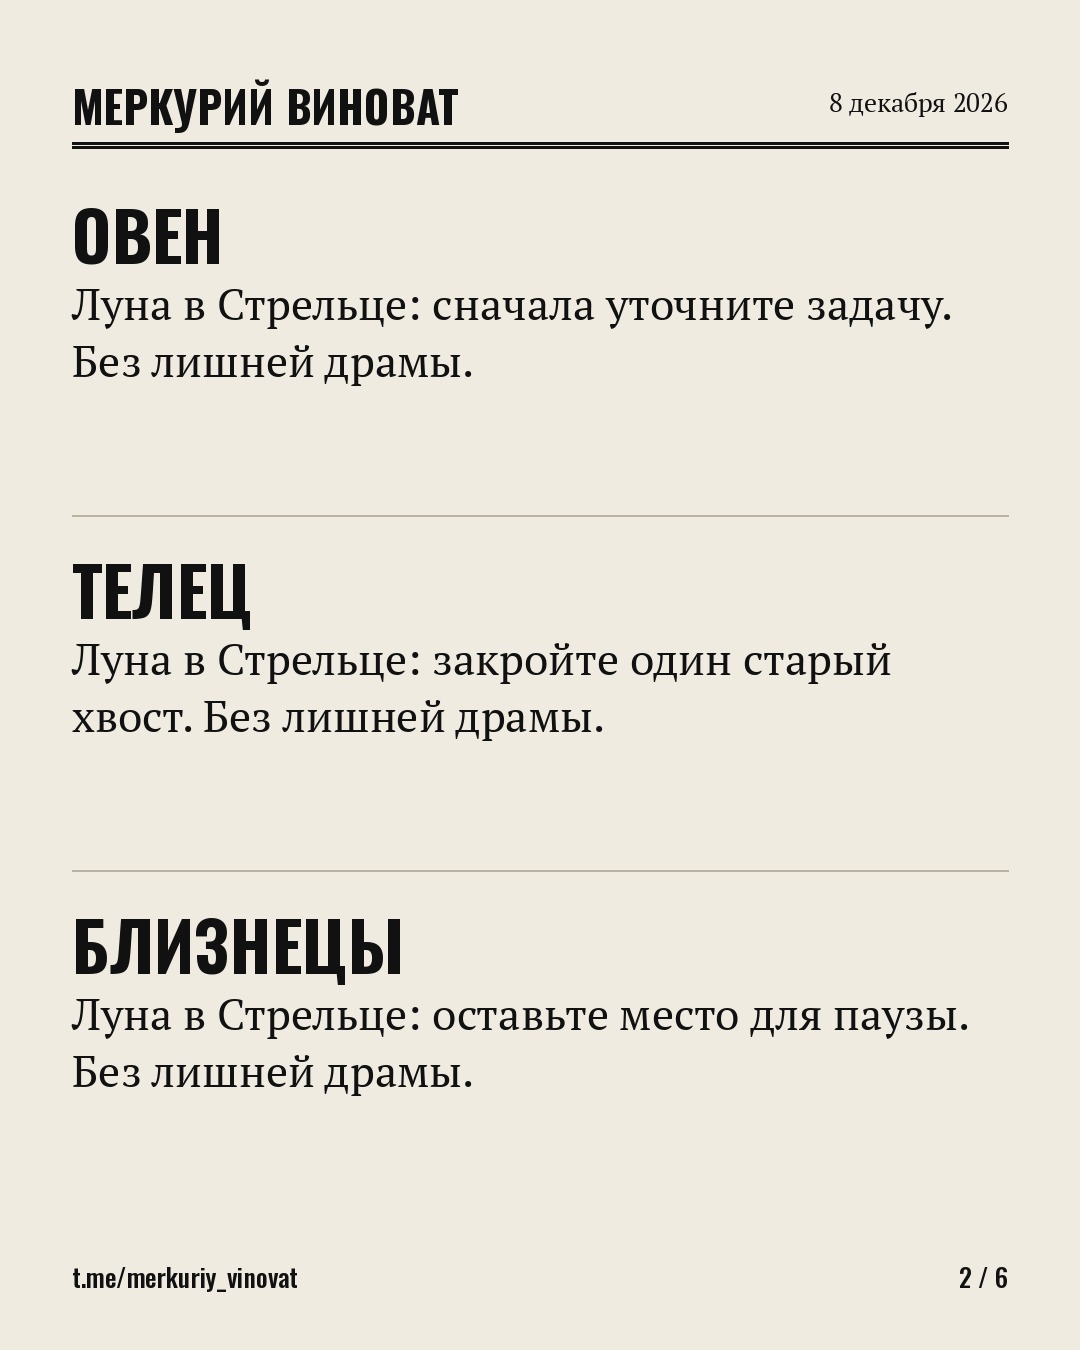 МЕРКУРИЙ ВИНОВАТ
8 декабря 2026
ОВЕН
Луна в Стрельце: сначала уточните задачу.
Без лишней драмы.
ТЕЛЕЦ
Луна в Стрельце: закройте один старый
хвост. Без лишней драмы.
БЛИЗНЕЦЫ
Луна в Стрельце: оставьте место для паузы.
Без лишней драмы.
t.me/merkuriy_vinovat
2 / 6